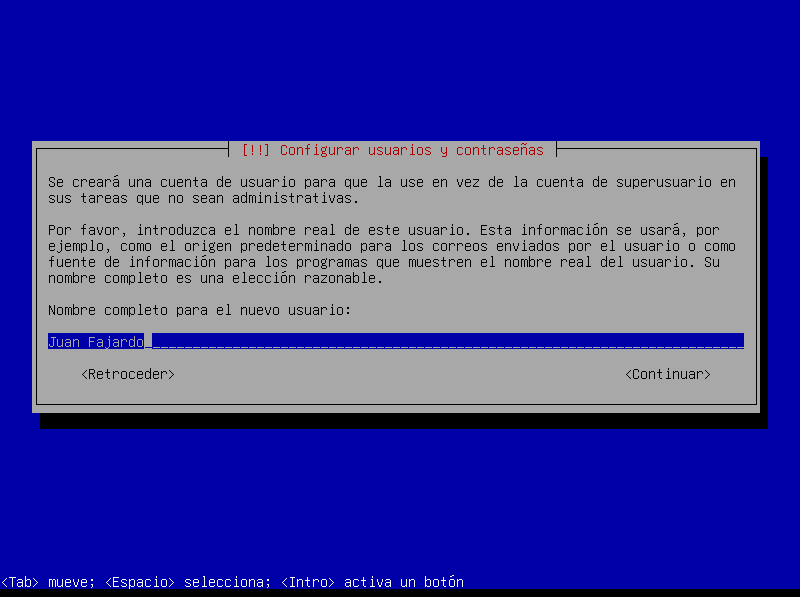 [!!] Configurar usuarios y contraseñas
Se creará una cuenta de usuario para que la use en vez de la cuenta de superusuario en
sus tareas que no sean administrativas.
Por favor, introduzca el nombre real de este usuario. Esta información se usará, por
ejemplo, como el origen predeterminado para los correos enviados por el usuario o como
fuente de información para los programas que muestren el nombre real del usuario. Su
nombre completo es una elección razonable.
Nombre completo para el nuevo usuario:
Juan Fajardo
<Retroceder> <Continuar>
<Tab> mueve; <Espacio> selecciona; <Intro> activa un botón